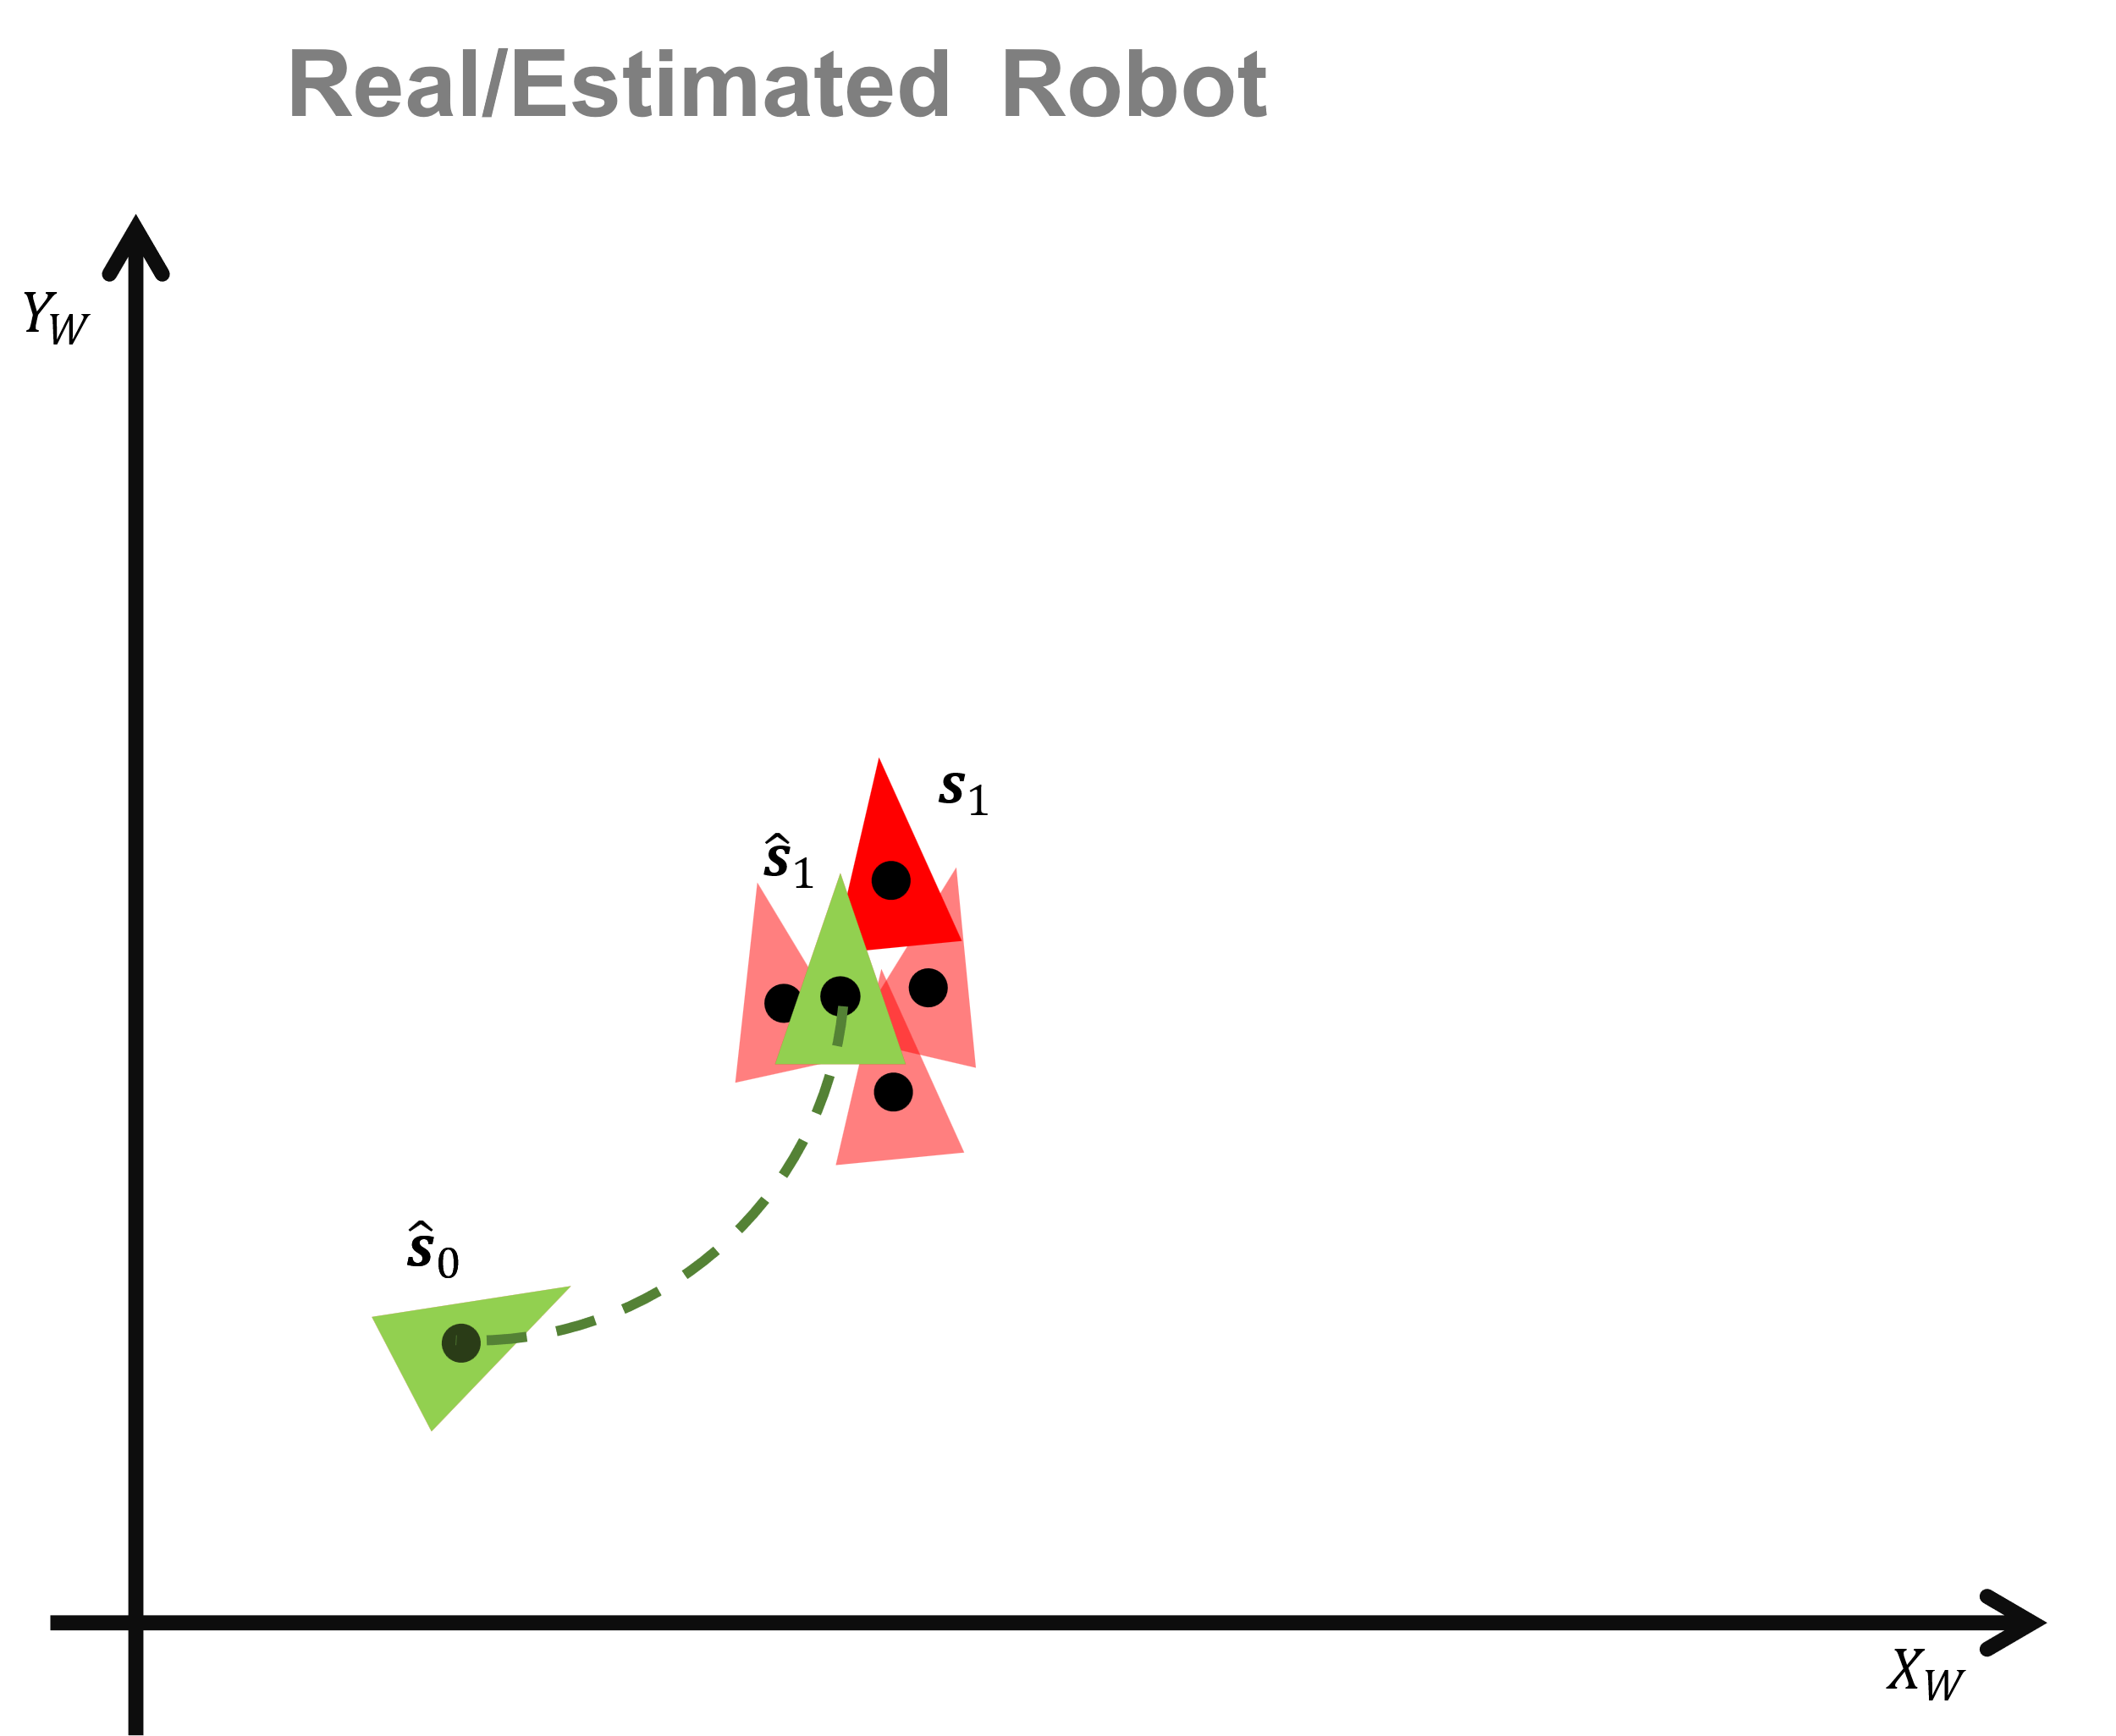 Real/Estimated Robot
Y_W
s_1
ŝ_1
ŝ_0
X_W